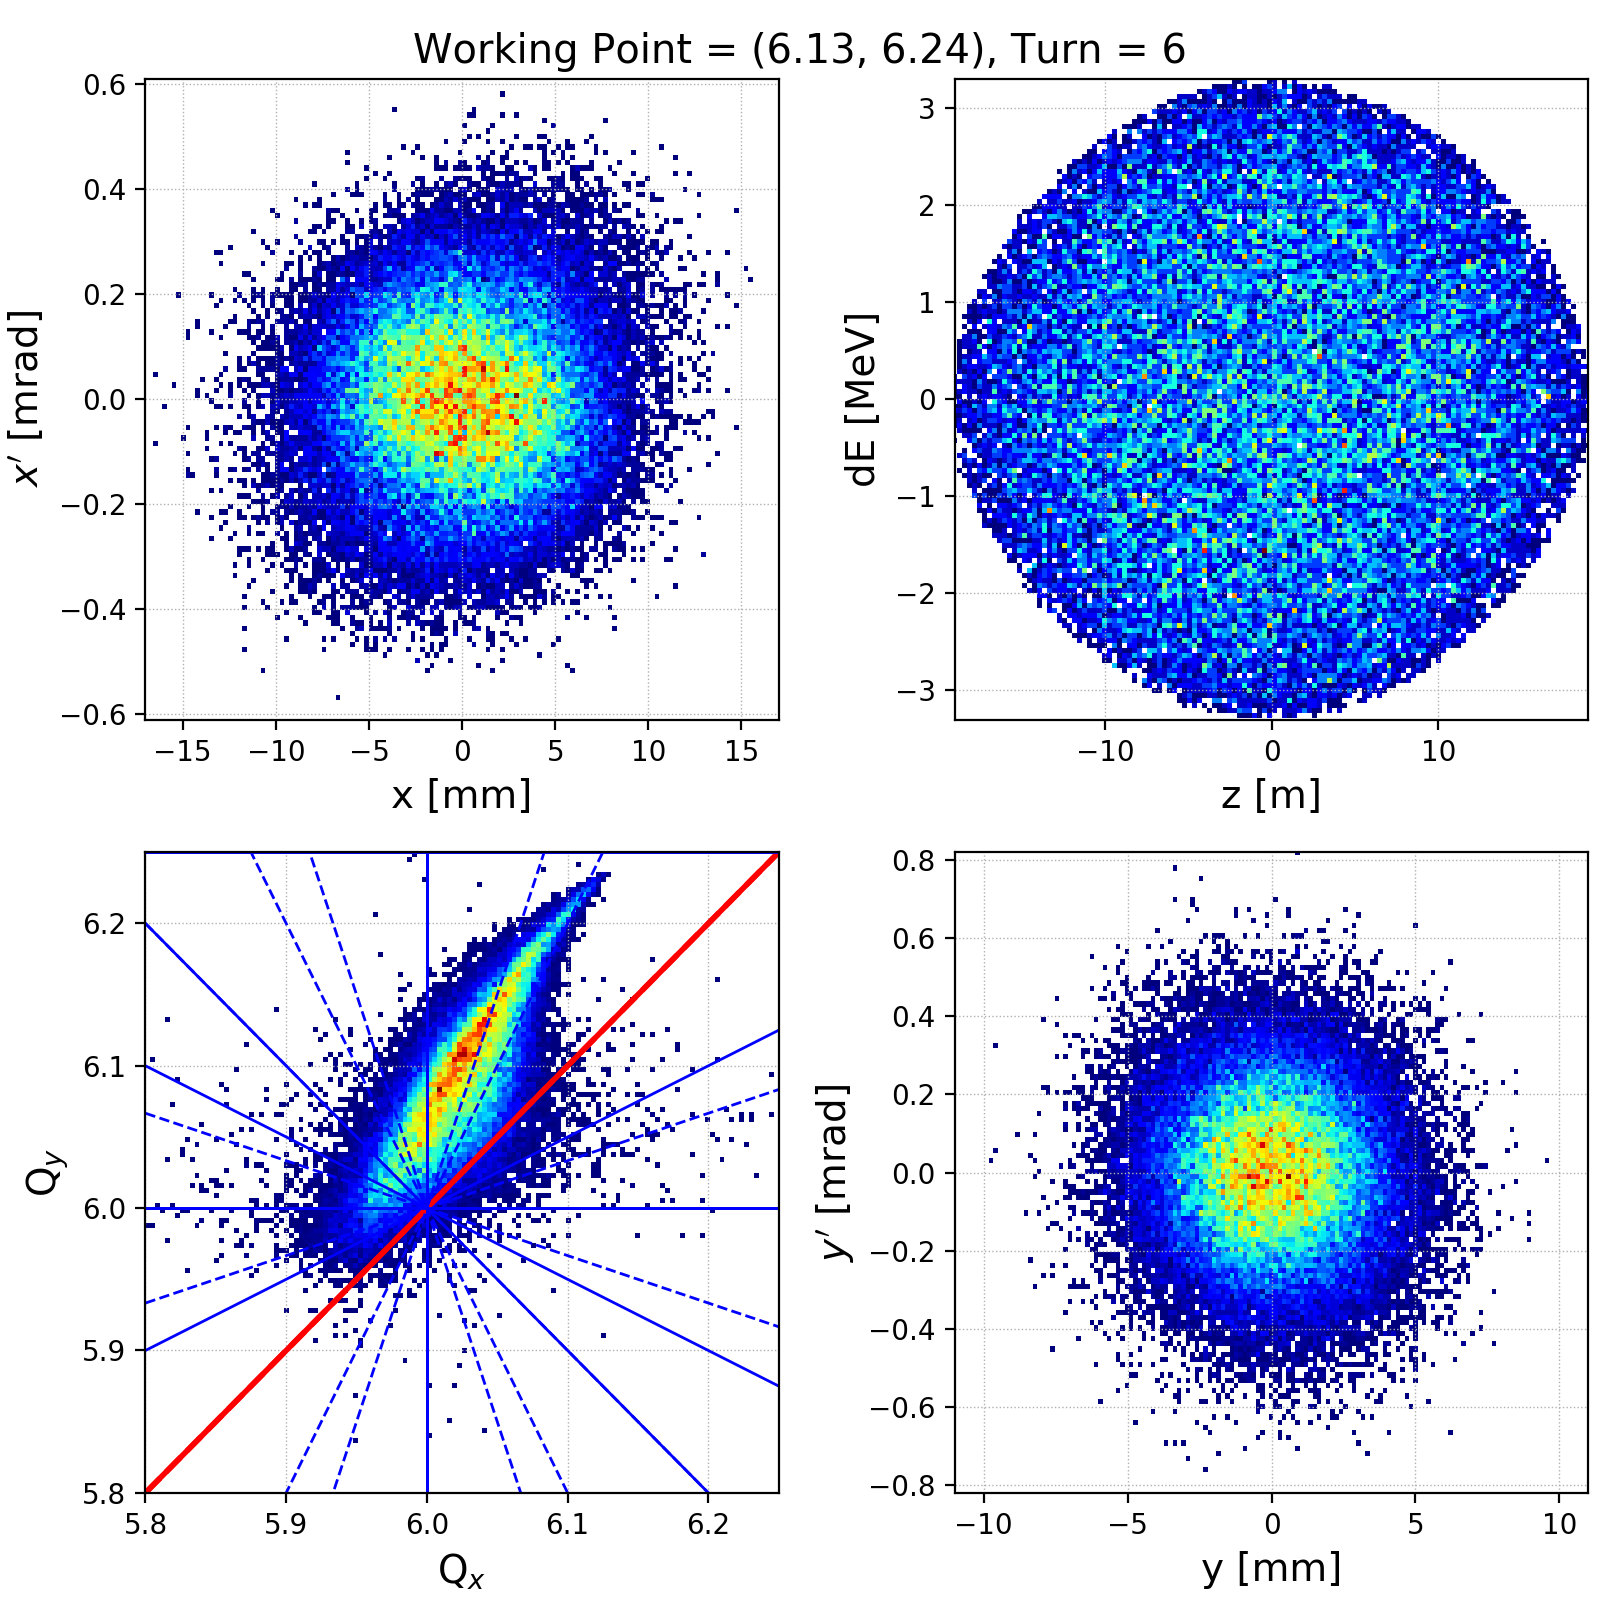 Working Point = (6.13, 6.24), Turn = 6
0.6
0.4
0.2
0.0
−0.2
−0.4
−0.6
x′ [mrad]
−15 −10 −5 0 5 10 15
x [mm]
3
2
1
0
−1
−2
−3
dE [MeV]
−10 0 10
z [m]
6.2
6.1
6.0
5.9
5.8
Qy
5.8 5.9 6.0 6.1 6.2
Qx
0.8
0.6
0.4
0.2
0.0
−0.2
−0.4
−0.6
−0.8
y′ [mrad]
−10 −5 0 5 10
y [mm]